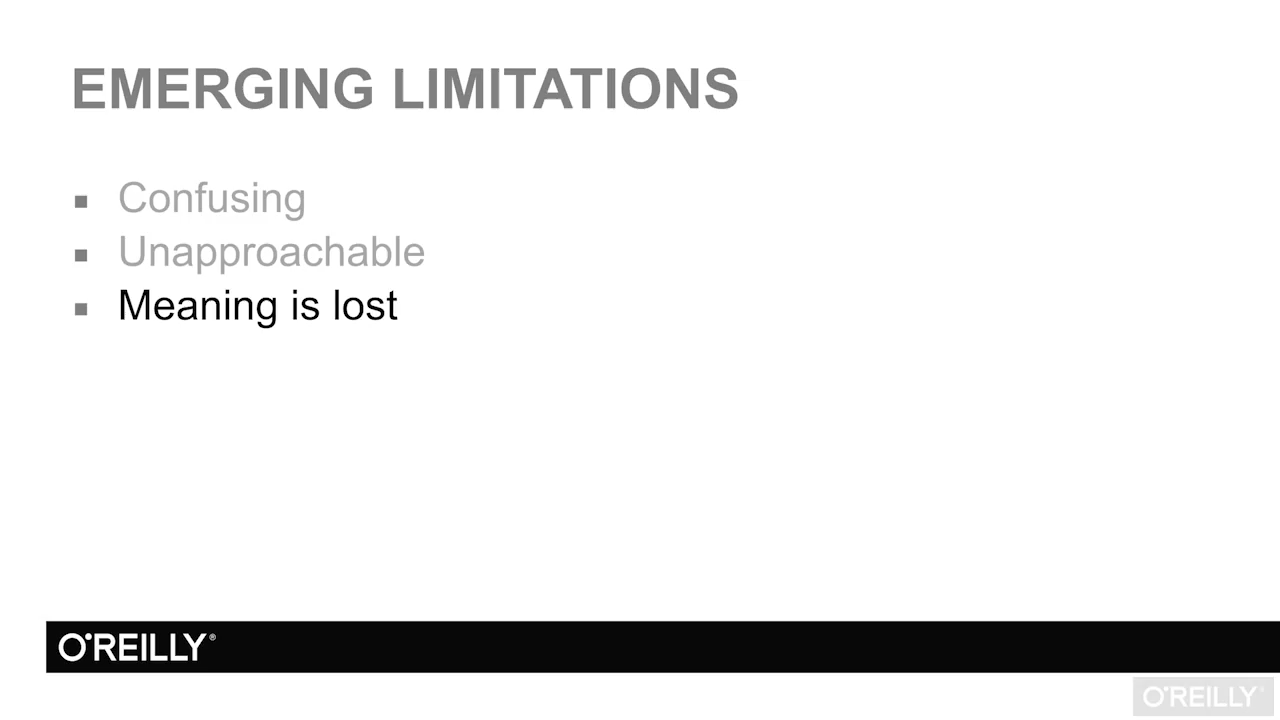 EMERGING LIMITATIONS
▪ Confusing
▪ Unapproachable
▪ Meaning is lost
O'REILLY®
O'REILLY®